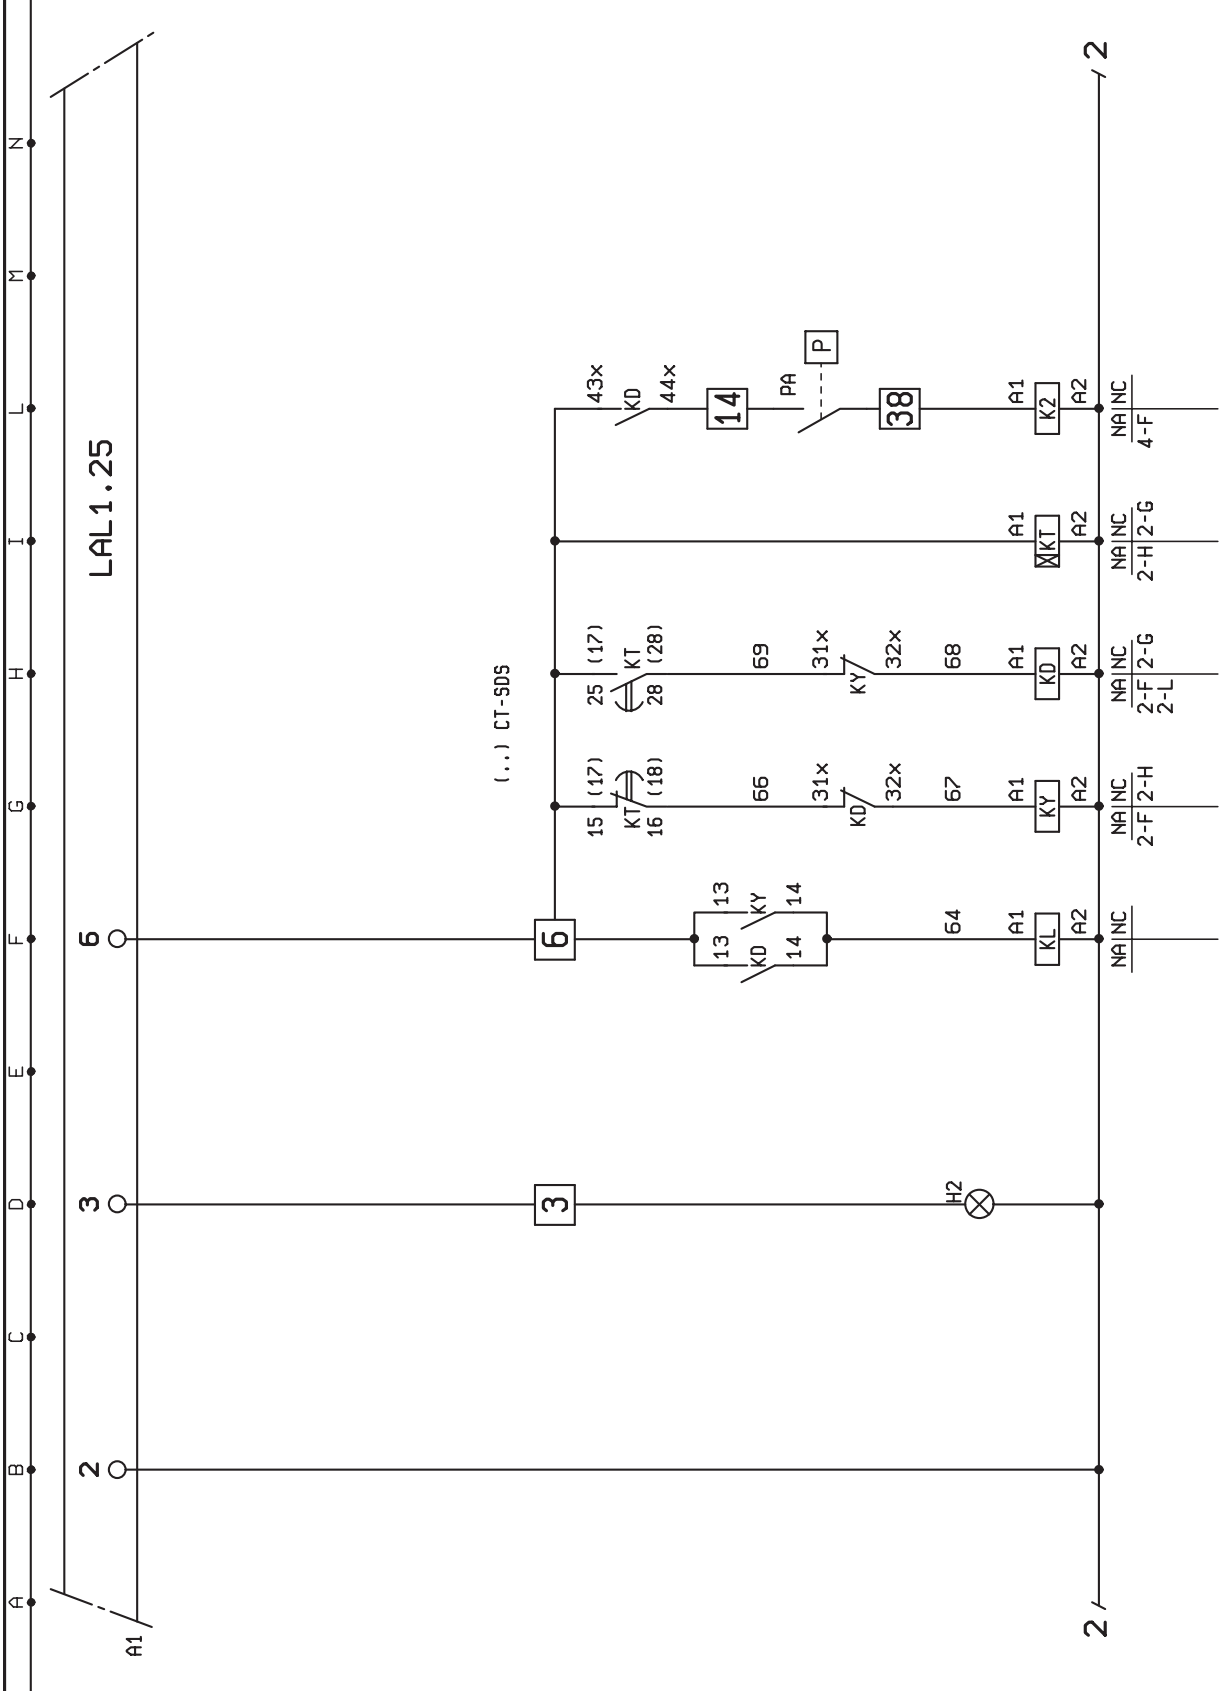 A B C D E F G H I L M N
2 3 6
LAL1.25
A1
(..) CT-SDS
3 6
15 (17) 25 (17) 43x
KT KT KD
16 (18) 28 (28) 44x
13 13 14
KD KY
66 69
PA
14 14
31x 31x P
KD KY
32x 32x 38
H2 64 67 68
A1 A1 A1 A1 A1
KL KY KD KT K2
A2 A2 A2 A2 A2
2 2
NA NC NA NC NA NC NA NC NA NC
2-F 2-H 2-F 2-G 2-H 2-G 4-F
2-L